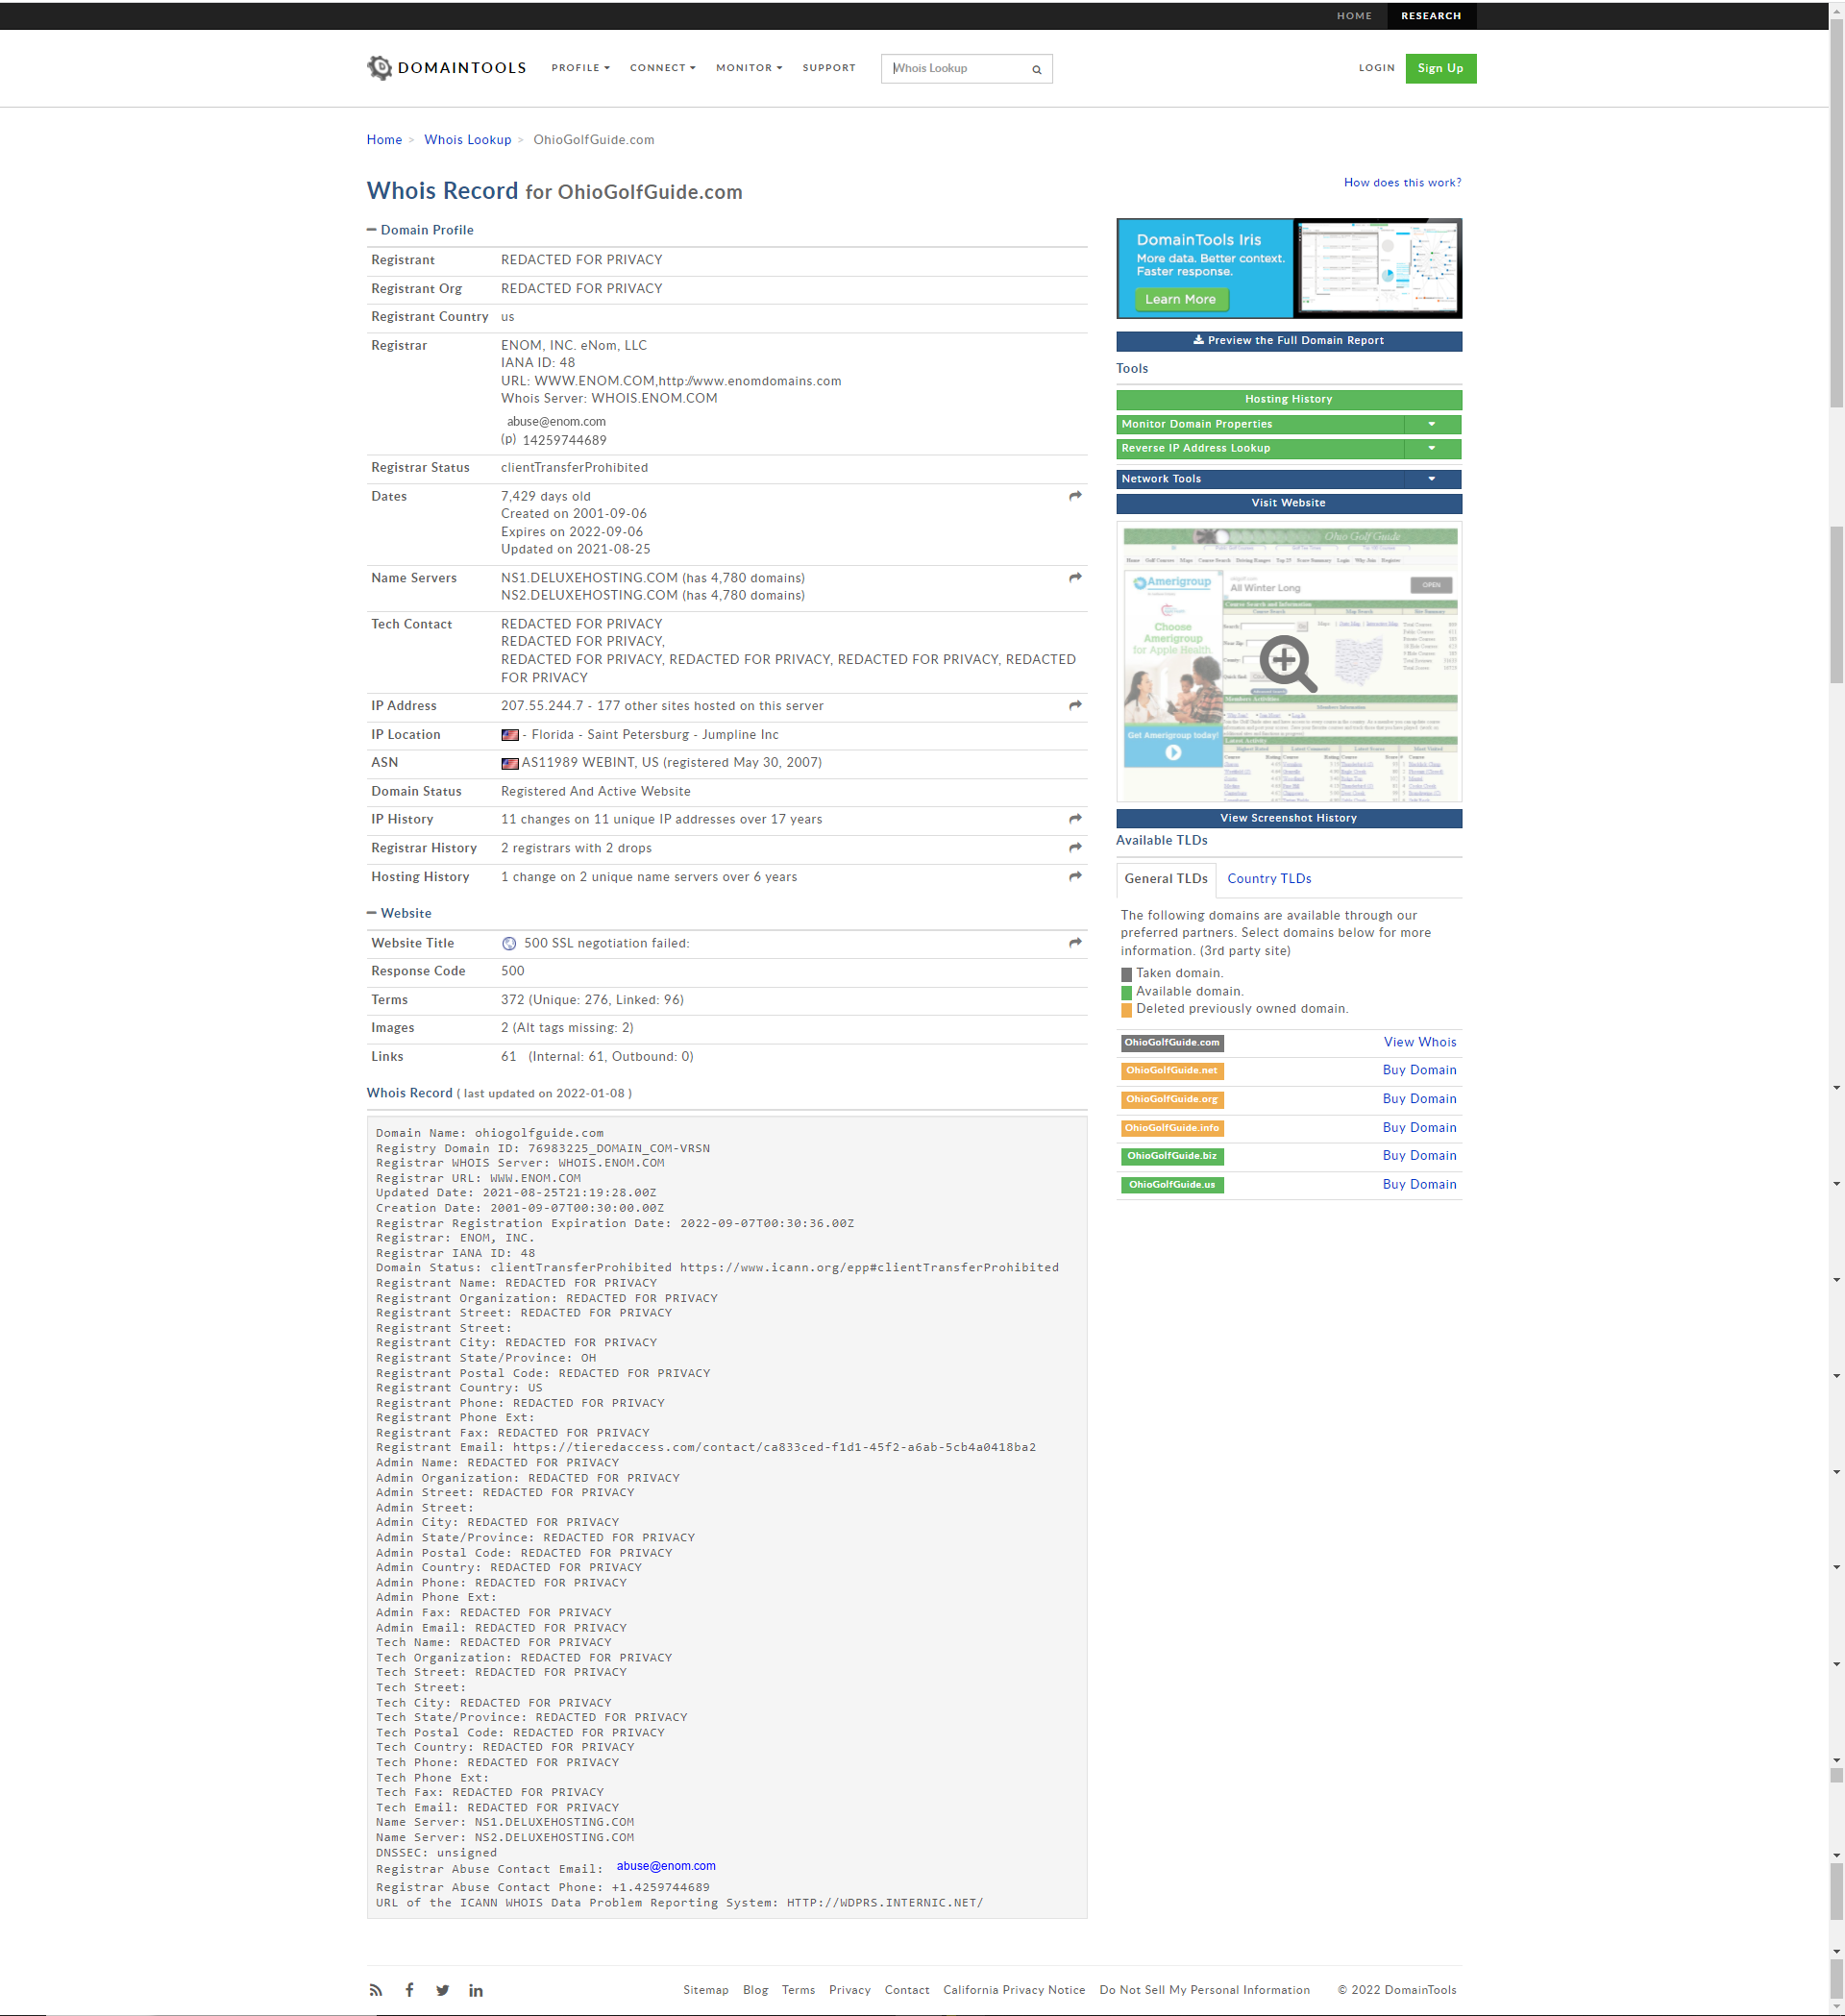 HOME RESEARCH
DOMAINTOOLS PROFILE CONNECT MONITOR SUPPORT Whois Lookup LOGIN Sign Up
Home > Whois Lookup > OhioGolfGuide.com
Whois Record for OhioGolfGuide.com
How does this work?
Domain Profile
Registrant REDACTED FOR PRIVACY
Registrant Org REDACTED FOR PRIVACY
Registrant Country us
Registrar ENOM, INC. eNom, LLC
IANA ID: 48
URL: WWW.ENOM.COM,http://www.enomdomains.com
Whois Server: WHOIS.ENOM.COM
abuse@enom.com
(p) 14259744689
Registrar Status clientTransferProhibited
Dates 7,429 days old
Created on 2001-09-06
Expires on 2022-09-06
Updated on 2021-08-25
Name Servers NS1.DELUXEHOSTING.COM (has 4,780 domains)
NS2.DELUXEHOSTING.COM (has 4,780 domains)
Tech Contact REDACTED FOR PRIVACY
REDACTED FOR PRIVACY,
REDACTED FOR PRIVACY, REDACTED FOR PRIVACY, REDACTED FOR PRIVACY, REDACTED
FOR PRIVACY
IP Address 207.55.244.7 - 177 other sites hosted on this server
IP Location - Florida - Saint Petersburg - Jumpline Inc
ASN AS11989 WEBINT, US (registered May 30, 2007)
Domain Status Registered And Active Website
IP History 11 changes on 11 unique IP addresses over 17 years
Registrar History 2 registrars with 2 drops
Hosting History 1 change on 2 unique name servers over 6 years
Website
Website Title 500 SSL negotiation failed:
Response Code 500
Terms 372 (Unique: 276, Linked: 96)
Images 2 (Alt tags missing: 2)
Links 61 (Internal: 61, Outbound: 0)
Whois Record ( last updated on 2022-01-08 )
Domain Name: ohiogolfguide.com
Registry Domain ID: 76983225_DOMAIN_COM-VRSN
Registrar WHOIS Server: WHOIS.ENOM.COM
Registrar URL: WWW.ENOM.COM
Updated Date: 2021-08-25T21:19:28.00Z
Creation Date: 2001-09-07T00:30:00.00Z
Registrar Registration Expiration Date: 2022-09-07T00:30:36.00Z
Registrar: ENOM, INC.
Registrar IANA ID: 48
Domain Status: clientTransferProhibited https://www.icann.org/epp#clientTransferProhibited
Registrant Name: REDACTED FOR PRIVACY
Registrant Organization: REDACTED FOR PRIVACY
Registrant Street: REDACTED FOR PRIVACY
Registrant Street:
Registrant City: REDACTED FOR PRIVACY
Registrant State/Province: OH
Registrant Postal Code: REDACTED FOR PRIVACY
Registrant Country: US
Registrant Phone: REDACTED FOR PRIVACY
Registrant Phone Ext:
Registrant Fax: REDACTED FOR PRIVACY
Registrant Email: https://tieredaccess.com/contact/ca833ced-f1d1-45f2-a6ab-5cb4a0418ba2
Admin Name: REDACTED FOR PRIVACY
Admin Organization: REDACTED FOR PRIVACY
Admin Street: REDACTED FOR PRIVACY
Admin Street:
Admin City: REDACTED FOR PRIVACY
Admin State/Province: REDACTED FOR PRIVACY
Admin Postal Code: REDACTED FOR PRIVACY
Admin Country: REDACTED FOR PRIVACY
Admin Phone: REDACTED FOR PRIVACY
Admin Phone Ext:
Admin Fax: REDACTED FOR PRIVACY
Admin Email: REDACTED FOR PRIVACY
Tech Name: REDACTED FOR PRIVACY
Tech Organization: REDACTED FOR PRIVACY
Tech Street: REDACTED FOR PRIVACY
Tech Street:
Tech City: REDACTED FOR PRIVACY
Tech State/Province: REDACTED FOR PRIVACY
Tech Postal Code: REDACTED FOR PRIVACY
Tech Country: REDACTED FOR PRIVACY
Tech Phone: REDACTED FOR PRIVACY
Tech Phone Ext:
Tech Fax: REDACTED FOR PRIVACY
Tech Email: REDACTED FOR PRIVACY
Name Server: NS1.DELUXEHOSTING.COM
Name Server: NS2.DELUXEHOSTING.COM
DNSSEC: unsigned
Registrar Abuse Contact Email: abuse@enom.com
Registrar Abuse Contact Phone: +1.4259744689
URL of the ICANN WHOIS Data Problem Reporting System: HTTP://WDPRS.INTERNIC.NET/
DomainTools Iris
More data. Better context.
Faster response.
Learn More
Preview the Full Domain Report
Tools
Hosting History
Monitor Domain Properties
Reverse IP Address Lookup
Network Tools
Visit Website
Ohio Golf Guide
Amerigroup
All Winter Long
OPEN
Course Search and Information
Choose
Amerigroup
for Apple Health.
Get Amerigroup today!
View Screenshot History
Available TLDs
General TLDs Country TLDs
The following domains are available through our
preferred partners. Select domains below for more
information. (3rd party site)
Taken domain.
Available domain.
Deleted previously owned domain.
OhioGolfGuide.com View Whois
OhioGolfGuide.net Buy Domain
OhioGolfGuide.org Buy Domain
OhioGolfGuide.info Buy Domain
OhioGolfGuide.biz Buy Domain
OhioGolfGuide.us Buy Domain
Sitemap Blog Terms Privacy Contact California Privacy Notice Do Not Sell My Personal Information © 2022 DomainTools